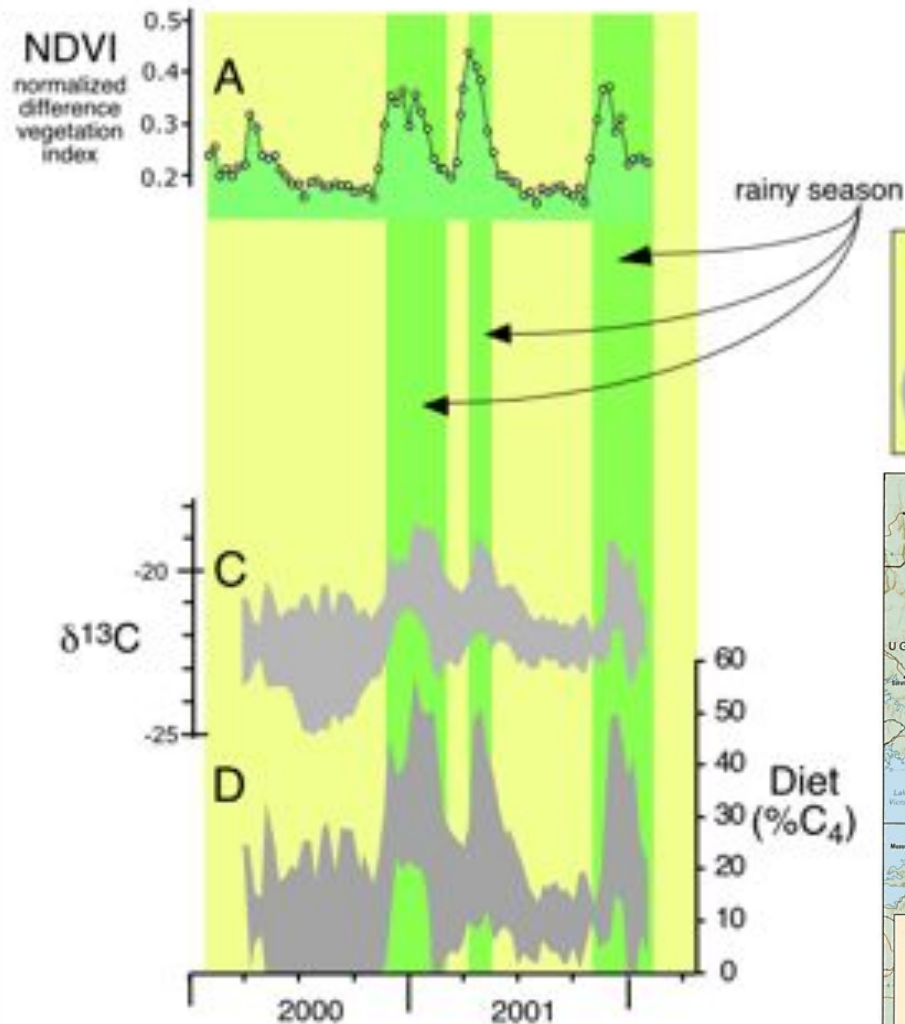 0.5
NDVI
normalized
difference
vegetation
index
A
0.4
0.3
0.2
rainy season
C
-20
δ13C
-25
60
50
40
30
20
10
0
D
Diet
(%C4)
2000
2001
U G